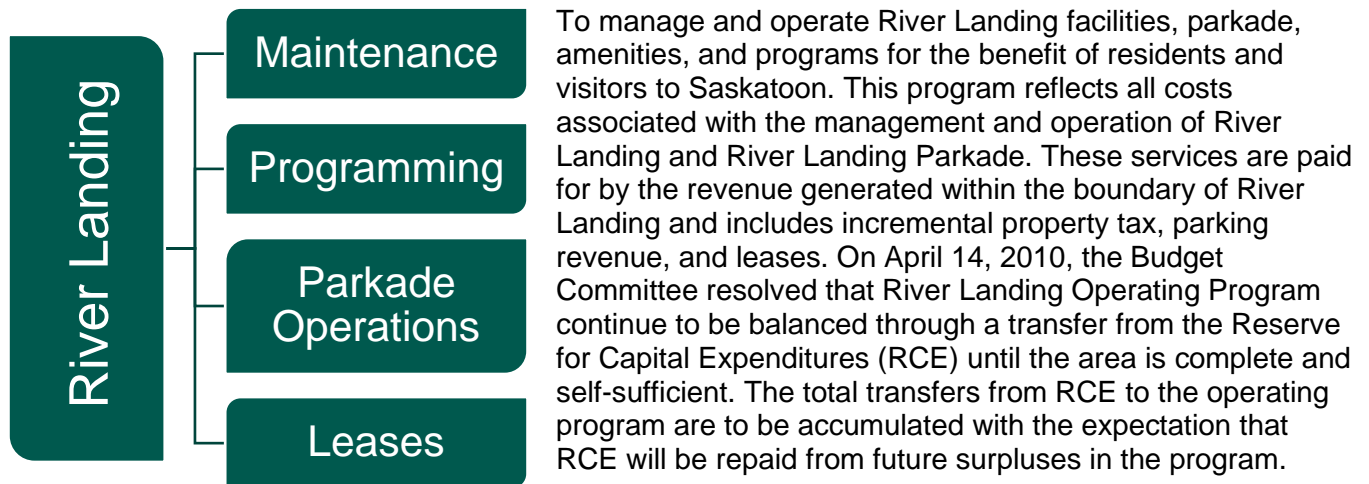 River Landing
Maintenance
Programming
Parkade
Operations
Leases
To manage and operate River Landing facilities, parkade,
amenities, and programs for the benefit of residents and
visitors to Saskatoon. This program reflects all costs
associated with the management and operation of River
Landing and River Landing Parkade. These services are paid
for by the revenue generated within the boundary of River
Landing and includes incremental property tax, parking
revenue, and leases. On April 14, 2010, the Budget
Committee resolved that River Landing Operating Program
continue to be balanced through a transfer from the Reserve
for Capital Expenditures (RCE) until the area is complete and
self-sufficient. The total transfers from RCE to the operating
program are to be accumulated with the expectation that
RCE will be repaid from future surpluses in the program.